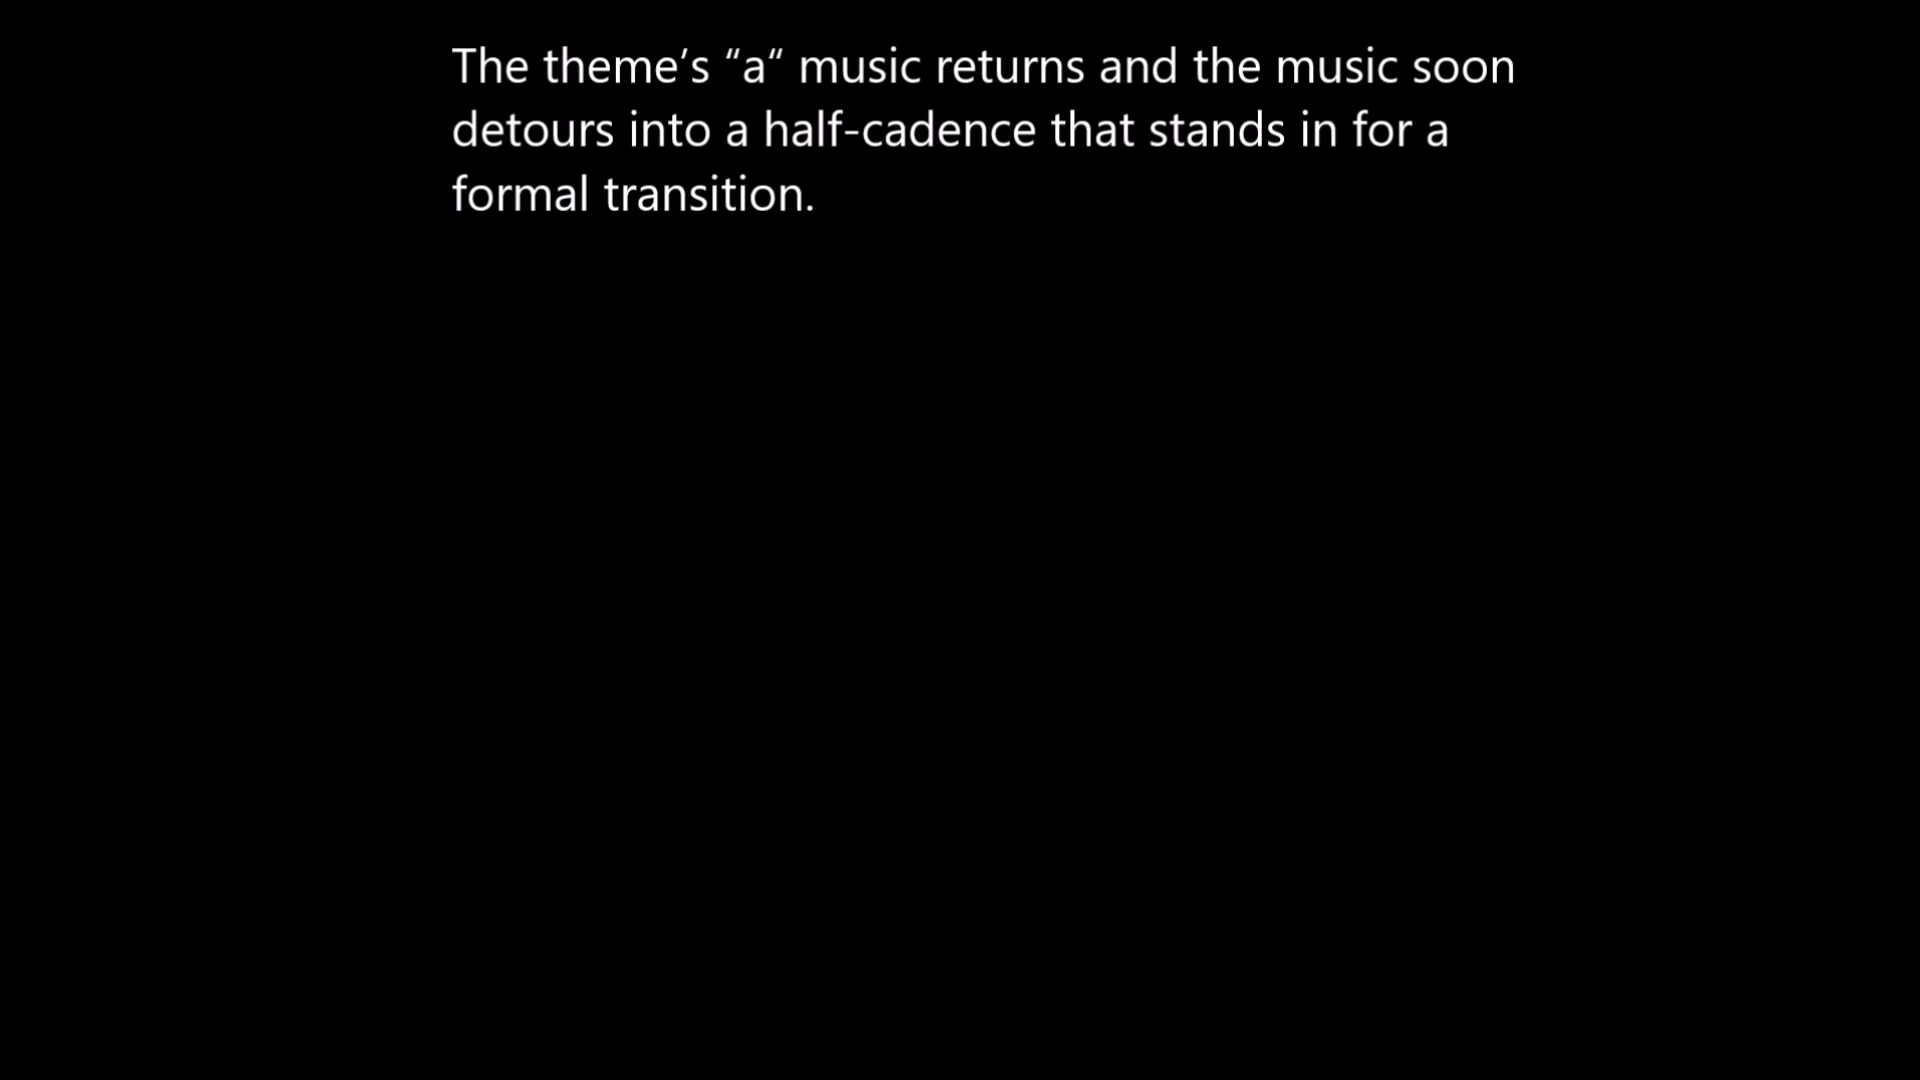 The theme’s “a“ music returns and the music soon
detours into a half-cadence that stands in for a
formal transition.